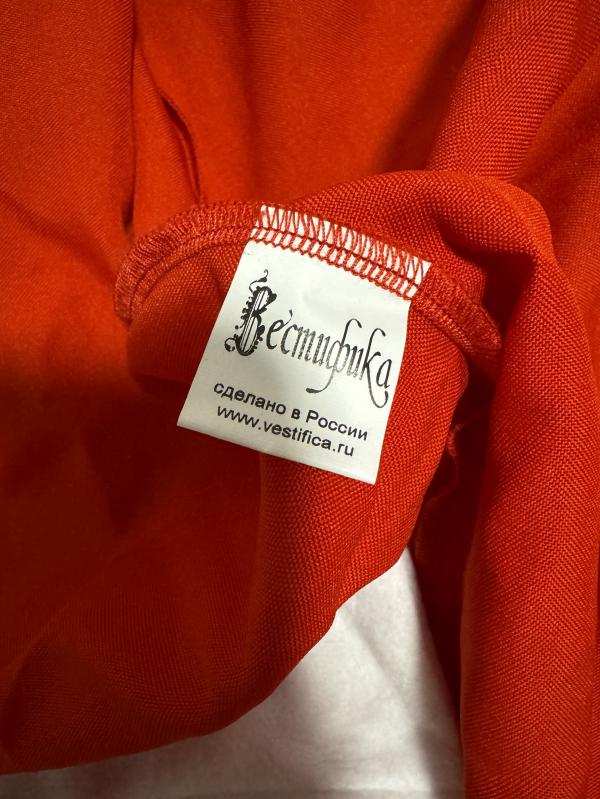 Вестифика
сделано в России
www.vestifica.ru